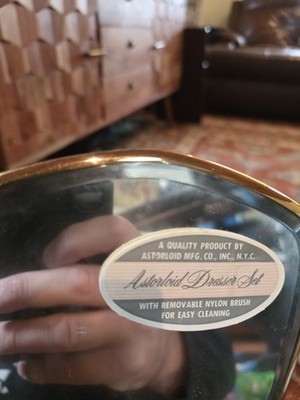 A QUALITY PRODUCT BY
ASTORLOID MFG. CO., INC., N.Y.C.
Astorloid Dresser Set
WITH REMOVABLE NYLON BRUSH
FOR EASY CLEANING